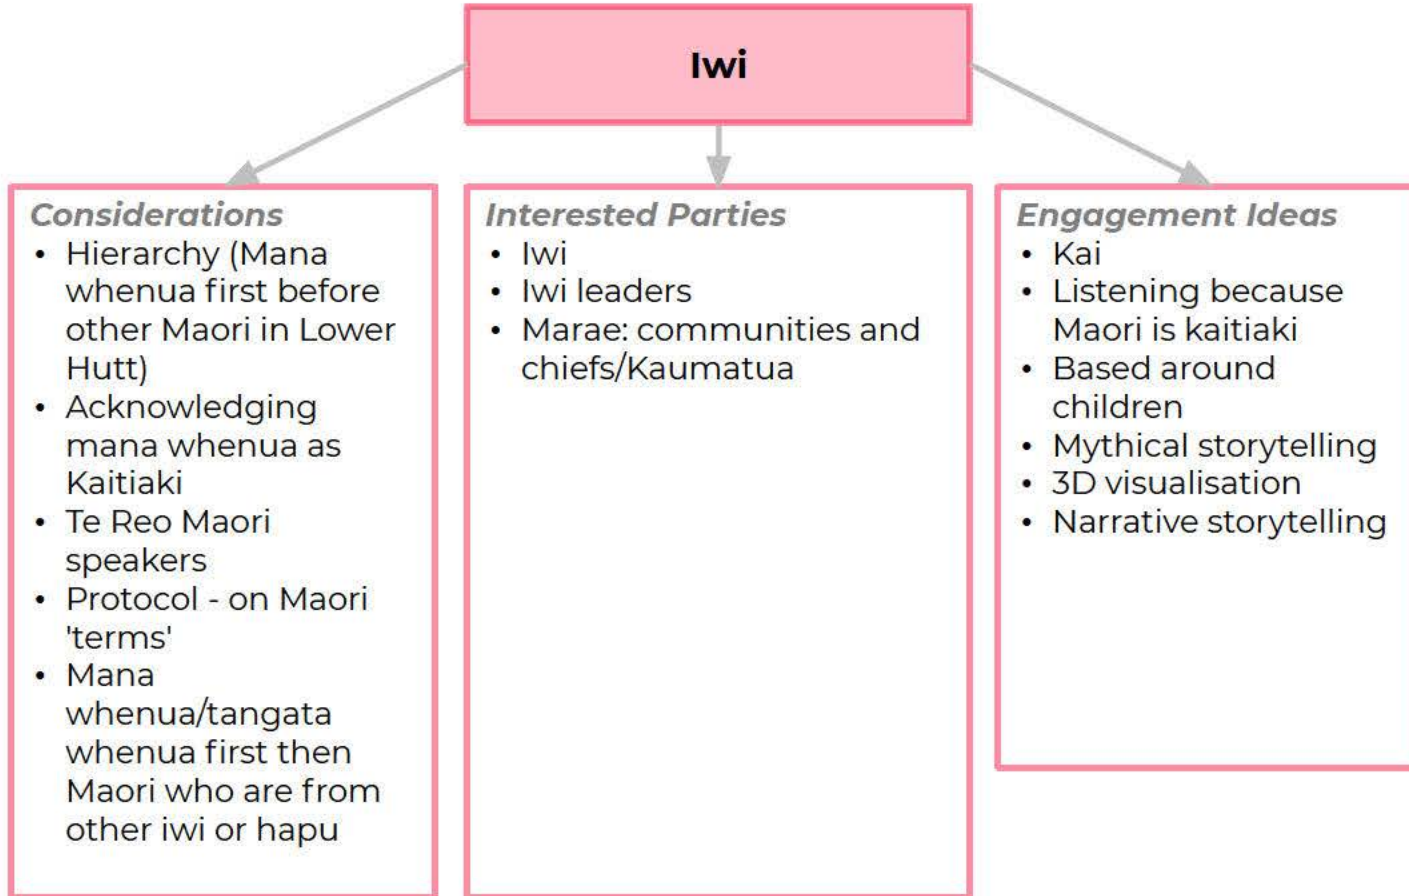 Iwi
Considerations
• Hierarchy (Mana
whenua first before
other Maori in Lower
Hutt)
• Acknowledging
mana whenua as
Kaitiaki
• Te Reo Maori
speakers
• Protocol - on Maori
'terms'
• Mana
whenua/tangata
whenua first then
Maori who are from
other iwi or hapu
Interested Parties
• Iwi
• Iwi leaders
• Marae: communities and
chiefs/Kaumatua
Engagement Ideas
• Kai
• Listening because
Maori is kaitiaki
• Based around
children
• Mythical storytelling
• 3D visualisation
• Narrative storytelling